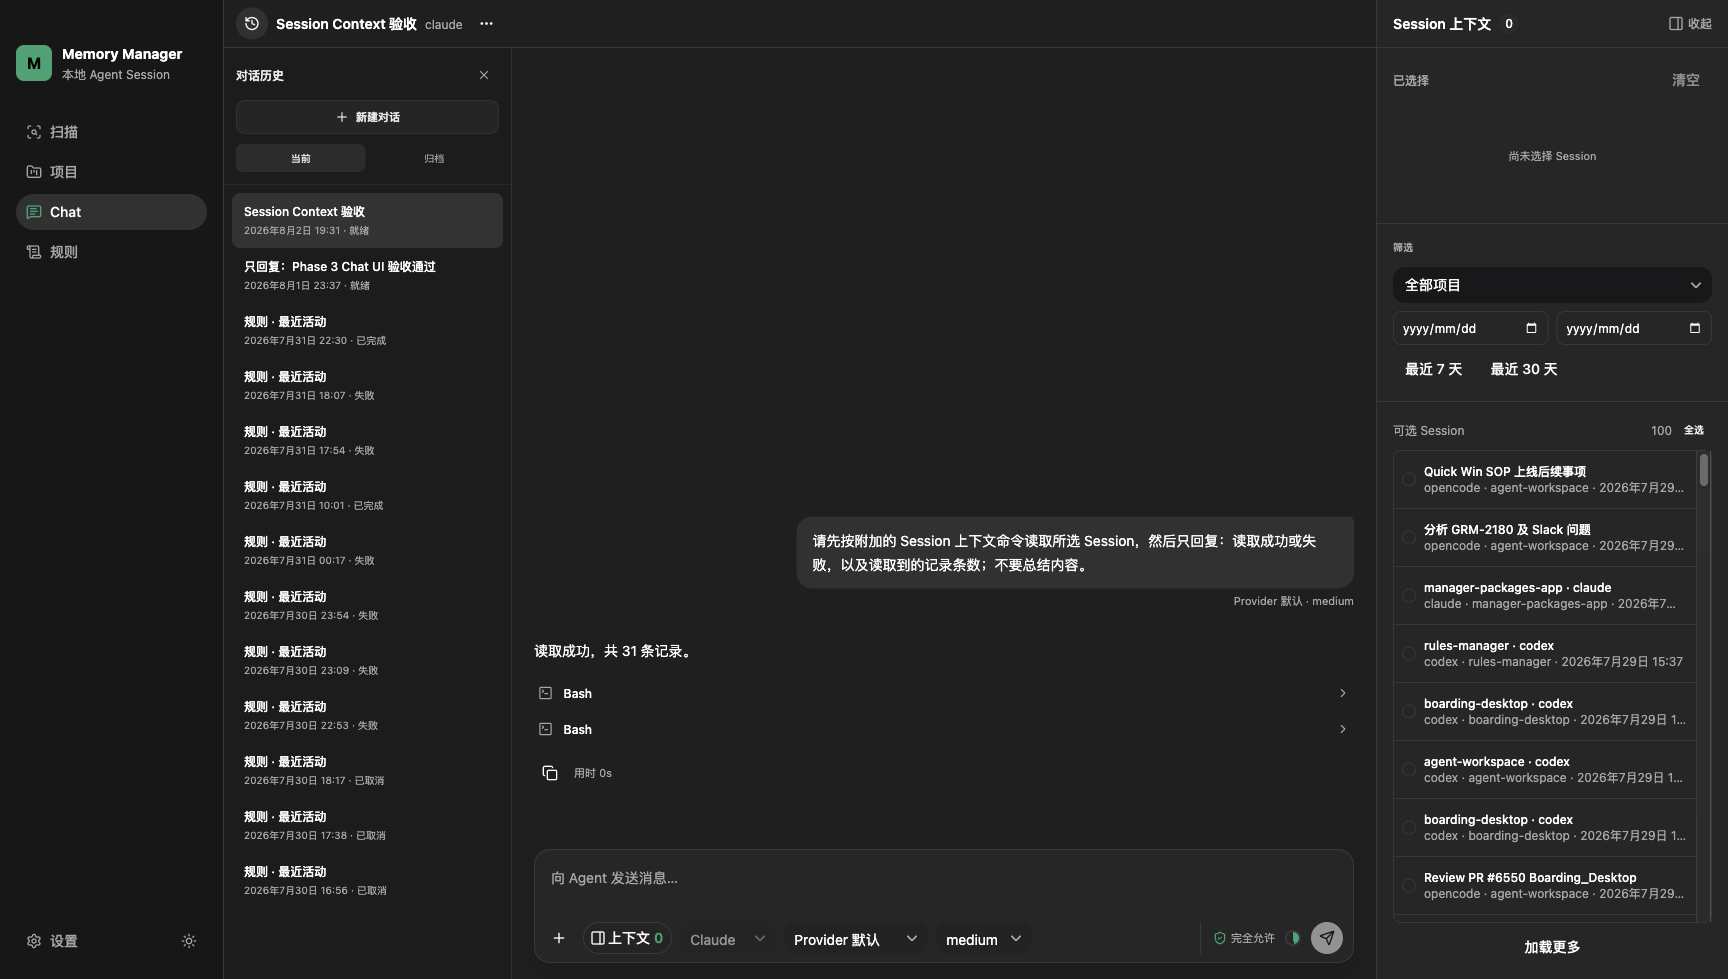 M
Memory Manager
本地 Agent Session
扫描
项目
Chat
规则
设置
Session Context 验收 claude
对话历史
新建对话
当前
归档
Session Context 验收
2026年8月2日 19:31 · 就绪
只回复：Phase 3 Chat UI 验收通过
2026年8月1日 23:37 · 就绪
规则 · 最近活动
2026年7月31日 22:30 · 已完成
规则 · 最近活动
2026年7月31日 18:07 · 失败
规则 · 最近活动
2026年7月31日 17:54 · 失败
规则 · 最近活动
2026年7月31日 10:01 · 已完成
规则 · 最近活动
2026年7月31日 00:17 · 失败
规则 · 最近活动
2026年7月30日 23:54 · 失败
规则 · 最近活动
2026年7月30日 23:09 · 失败
规则 · 最近活动
2026年7月30日 22:53 · 失败
规则 · 最近活动
2026年7月30日 18:17 · 已取消
规则 · 最近活动
2026年7月30日 17:38 · 已取消
规则 · 最近活动
2026年7月30日 16:56 · 已取消
请先按附加的 Session 上下文命令读取所选 Session，然后只回复：读取成功或失
败，以及读取到的记录条数；不要总结内容。
Provider 默认 · medium
读取成功，共 31 条记录。
Bash
Bash
用时 0s
向 Agent 发送消息...
上下文 0
Claude
Provider 默认
medium
完全允许
Session 上下文 0
收起
已选择
清空
尚未选择 Session
筛选
全部项目
yyyy/mm/dd
yyyy/mm/dd
最近 7 天
最近 30 天
可选 Session
100
全选
Quick Win SOP 上线后续事项
opencode · agent-workspace · 2026年7月29...
分析 GRM-2180 及 Slack 问题
opencode · agent-workspace · 2026年7月29...
manager-packages-app · claude
claude · manager-packages-app · 2026年7...
rules-manager · codex
codex · rules-manager · 2026年7月29日 15:37
boarding-desktop · codex
codex · boarding-desktop · 2026年7月29日 1...
agent-workspace · codex
codex · agent-workspace · 2026年7月29日 1...
boarding-desktop · codex
codex · boarding-desktop · 2026年7月29日 1...
Review PR #6550 Boarding_Desktop
opencode · agent-workspace · 2026年7月29...
加载更多